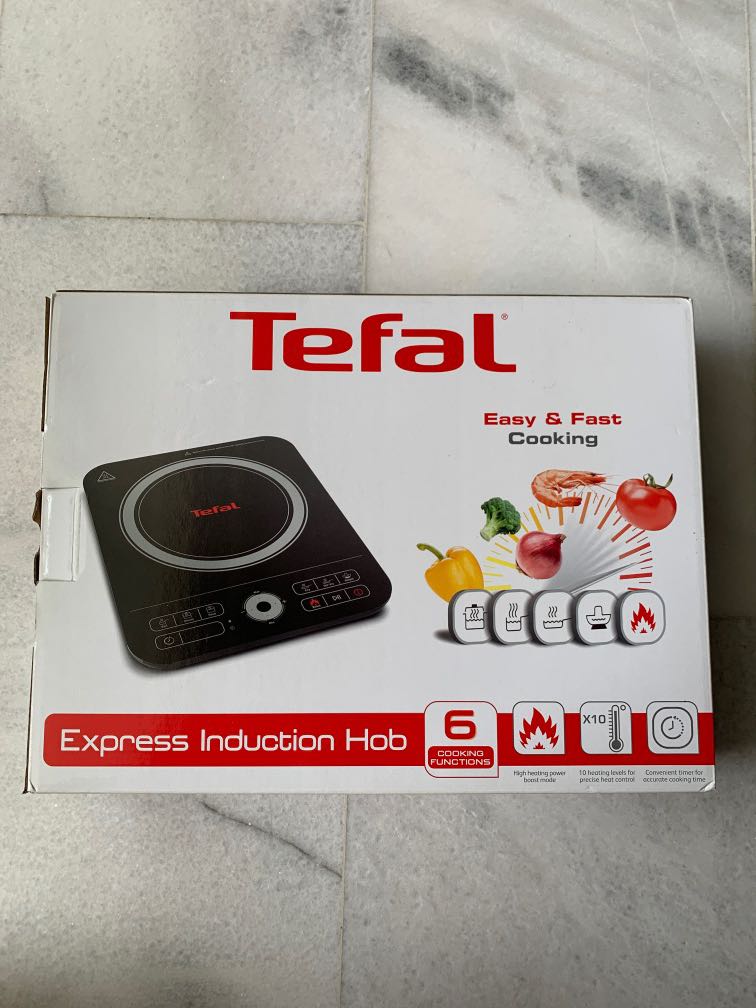 Tefal®
Easy & Fast
Cooking
Tefal
Express Induction Hob
6
COOKING
FUNCTIONS
X10
High heating power
boost mode
10 heating levels for
precise heat control
Convenient timer for
accurate cooking time